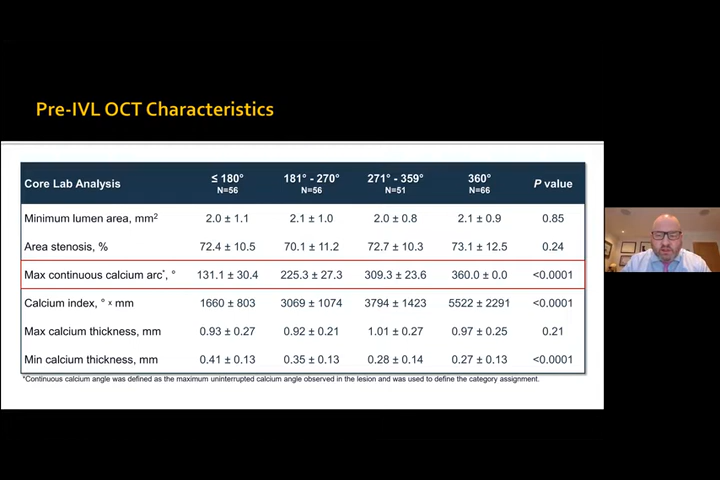 Pre-IVL OCT Characteristics
Core Lab Analysis ≤ 180° 181° - 270° 271° - 359° 360° P value
N=56 N=56 N=51 N=66
Minimum lumen area, mm² 2.0 ± 1.1 2.1 ± 1.0 2.0 ± 0.8 2.1 ± 0.9 0.85
Area stenosis, % 72.4 ± 10.5 70.1 ± 11.2 72.7 ± 10.3 73.1 ± 12.5 0.24
Max continuous calcium arc*, ° 131.1 ± 30.4 225.3 ± 27.3 309.3 ± 23.6 360.0 ± 0.0 <0.0001
Calcium index, ° x mm 1660 ± 803 3069 ± 1074 3794 ± 1423 5522 ± 2291 <0.0001
Max calcium thickness, mm 0.93 ± 0.27 0.92 ± 0.21 1.01 ± 0.27 0.97 ± 0.25 0.21
Min calcium thickness, mm 0.41 ± 0.13 0.35 ± 0.13 0.28 ± 0.14 0.27 ± 0.13 <0.0001
*Continuous calcium angle was defined as the maximum uninterrupted calcium angle observed in the lesion and was used to define the category assignment.